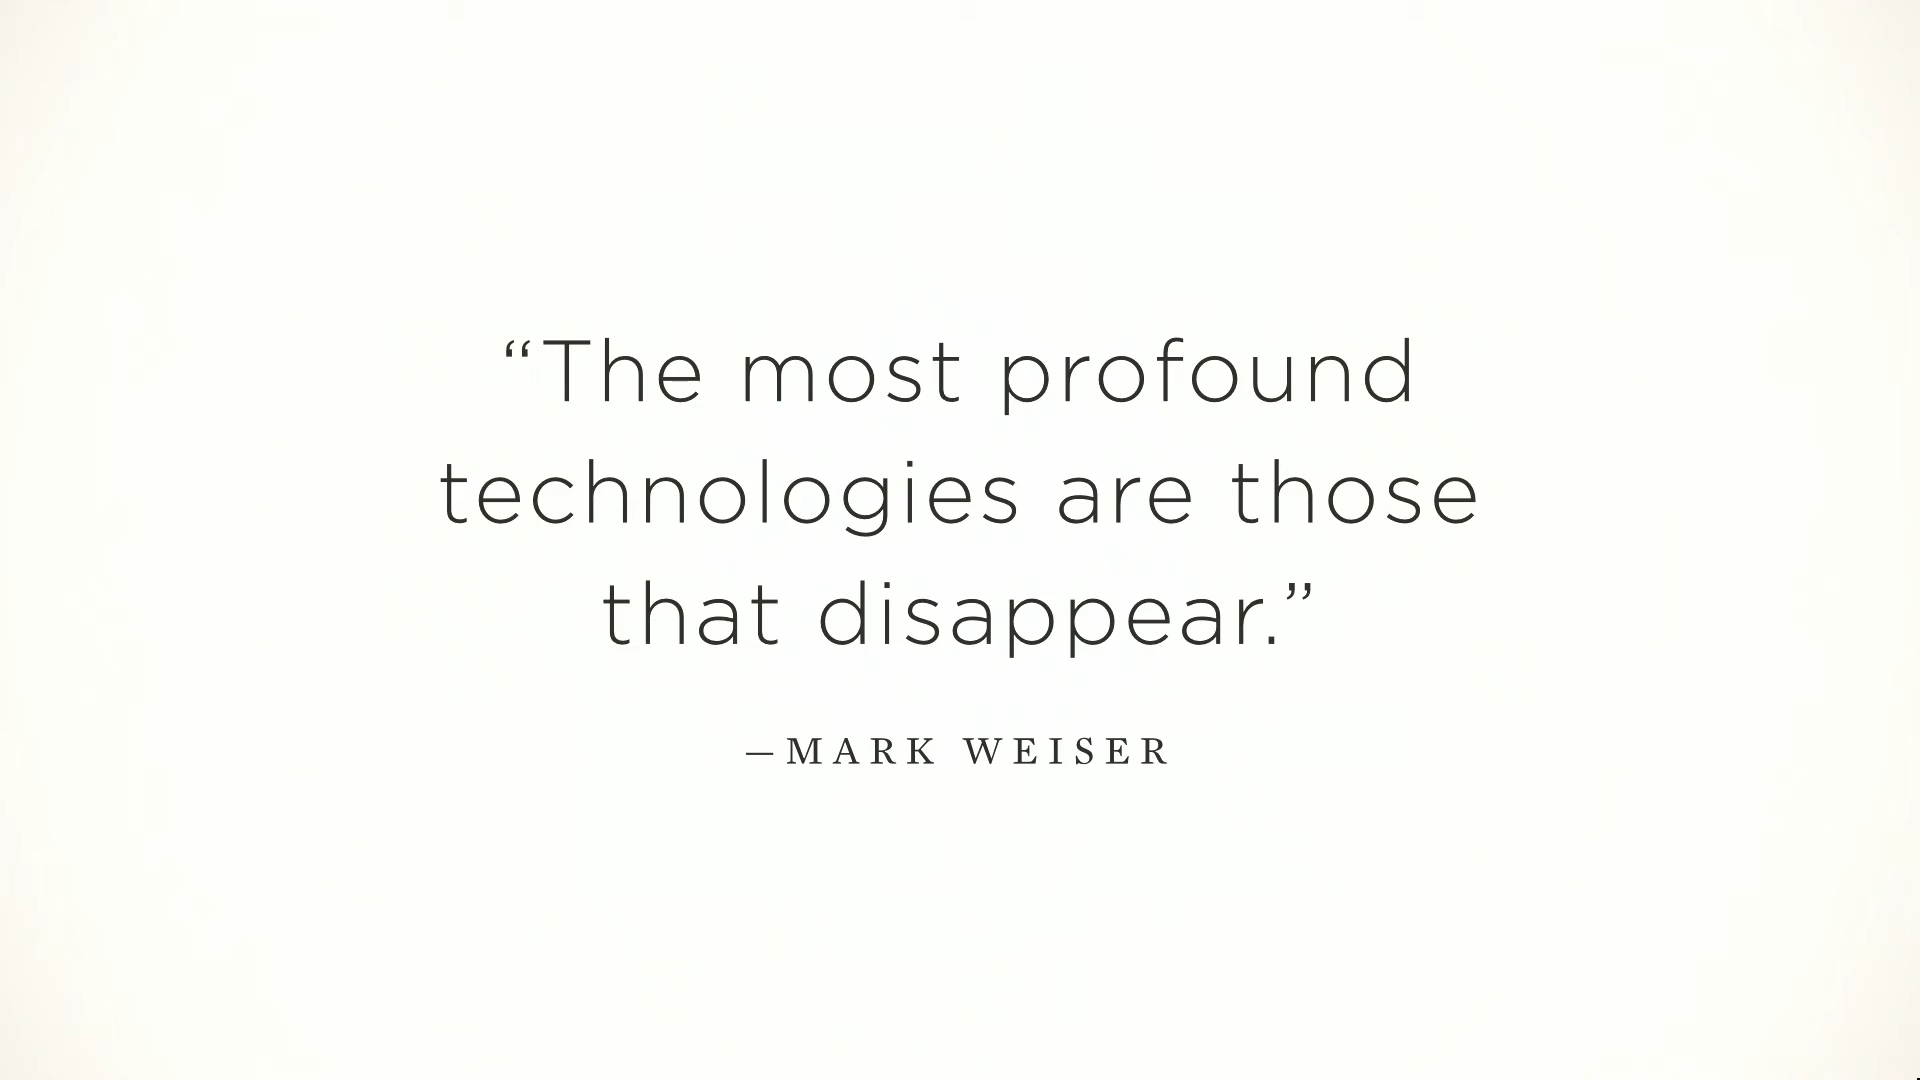 “The most profound
technologies are those
that disappear.”
—MARK WEISER